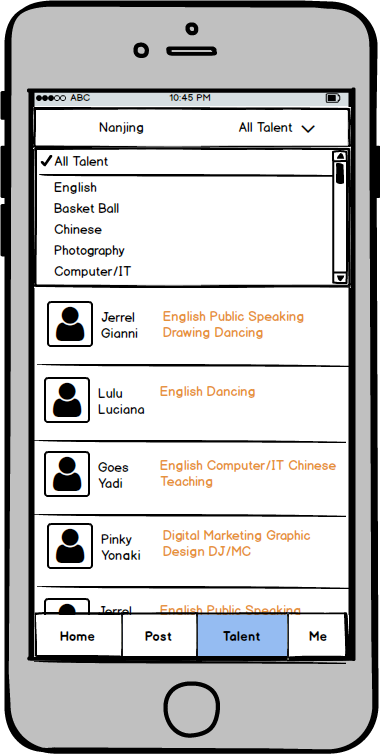 ABC 10:45 PM
Nanjing All Talent
All Talent
English
Basket Ball
Chinese
Photography
Computer/IT
Jerrel
Gianni
English Public Speaking
Drawing Dancing
Lulu
Luciana
English Dancing
Goes
Yadi
English Computer/IT Chinese
Teaching
Pinky
Yonaki
Digital Marketing Graphic
Design DJ/MC
Jerrel
English Public Speaking
Home Post Talent Me